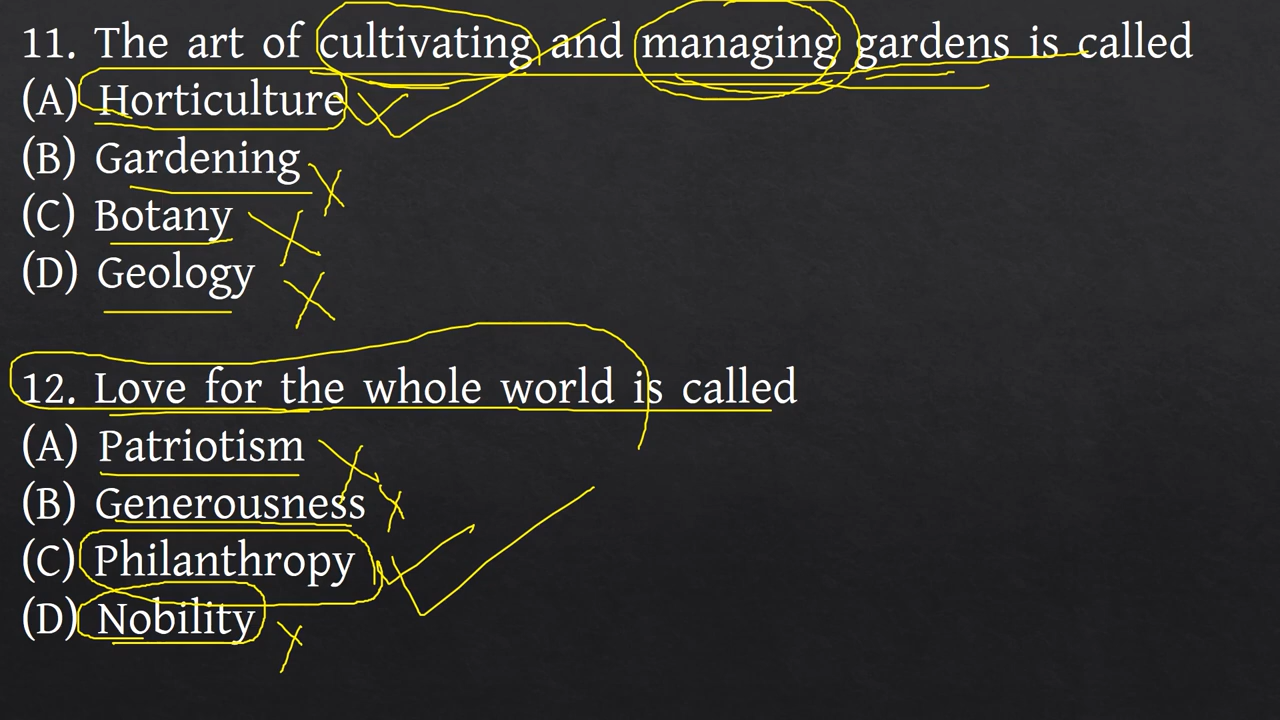 11. The art of cultivating and managing gardens is called
(A) Horticulture
(B) Gardening
(C) Botany
(D) Geology
12. Love for the whole world is called
(A) Patriotism
(B) Generousness
(C) Philanthropy
(D) Nobility